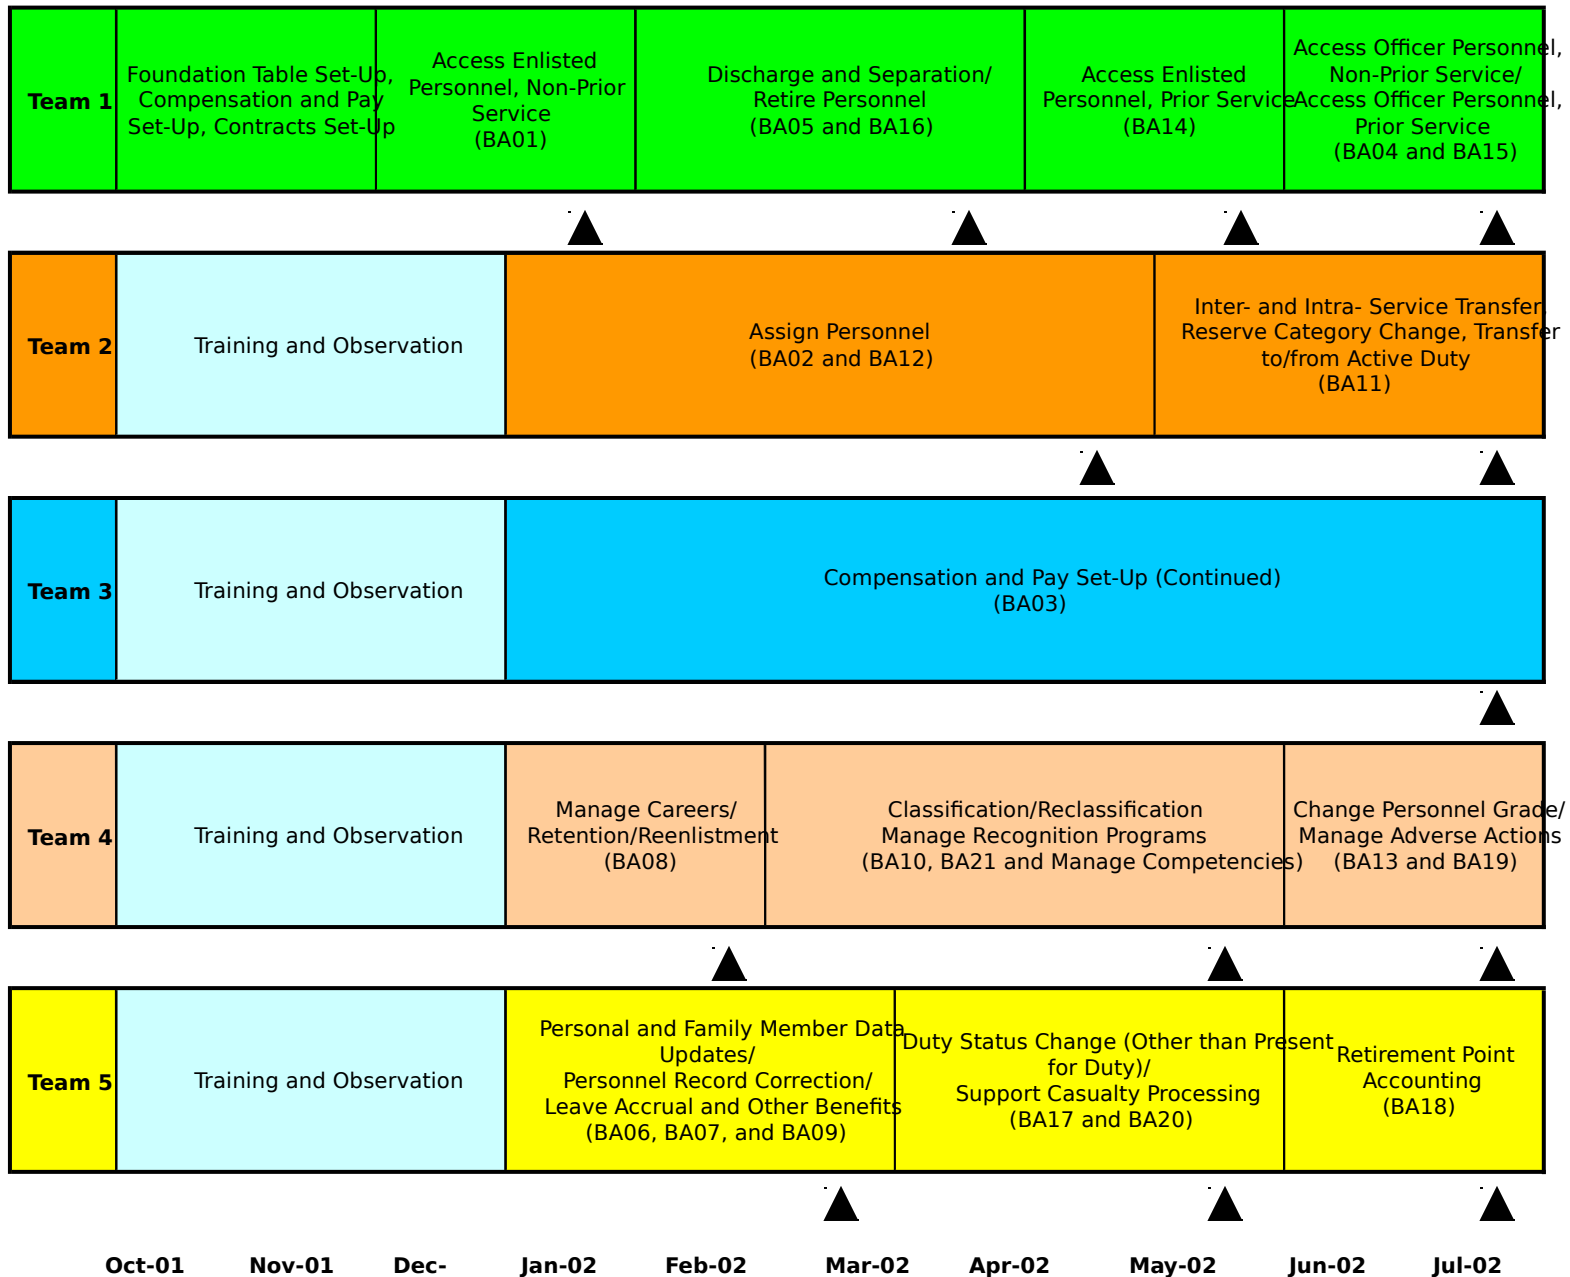 Team 1
Foundation Table Set-Up,
Compensation and Pay
Set-Up, Contracts Set-Up
Access Enlisted
Personnel, Non-Prior
Service
(BA01)
Discharge and Separation/
Retire Personnel
(BA05 and BA16)
Access Enlisted
Personnel, Prior Service
(BA14)
Access Officer Personnel,
Non-Prior Service/
Access Officer Personnel,
Prior Service
(BA04 and BA15)
Team 2
Training and Observation
Assign Personnel
(BA02 and BA12)
Inter- and Intra- Service Transfer,
Reserve Category Change, Transfer
to/from Active Duty
(BA11)
Team 3
Training and Observation
Compensation and Pay Set-Up (Continued)
(BA03)
Team 4
Training and Observation
Manage Careers/
Retention/Reenlistment
(BA08)
Classification/Reclassification
Manage Recognition Programs
(BA10, BA21 and Manage Competencies)
Change Personnel Grade/
Manage Adverse Actions
(BA13 and BA19)
Team 5
Training and Observation
Personal and Family Member Data
Updates/
Personnel Record Correction/
Leave Accrual and Other Benefits
(BA06, BA07, and BA09)
Duty Status Change (Other than Present
for Duty)/
Support Casualty Processing
(BA17 and BA20)
Retirement Point
Accounting
(BA18)
Oct-01 Nov-01 Dec- Jan-02 Feb-02 Mar-02 Apr-02 May-02 Jun-02 Jul-02